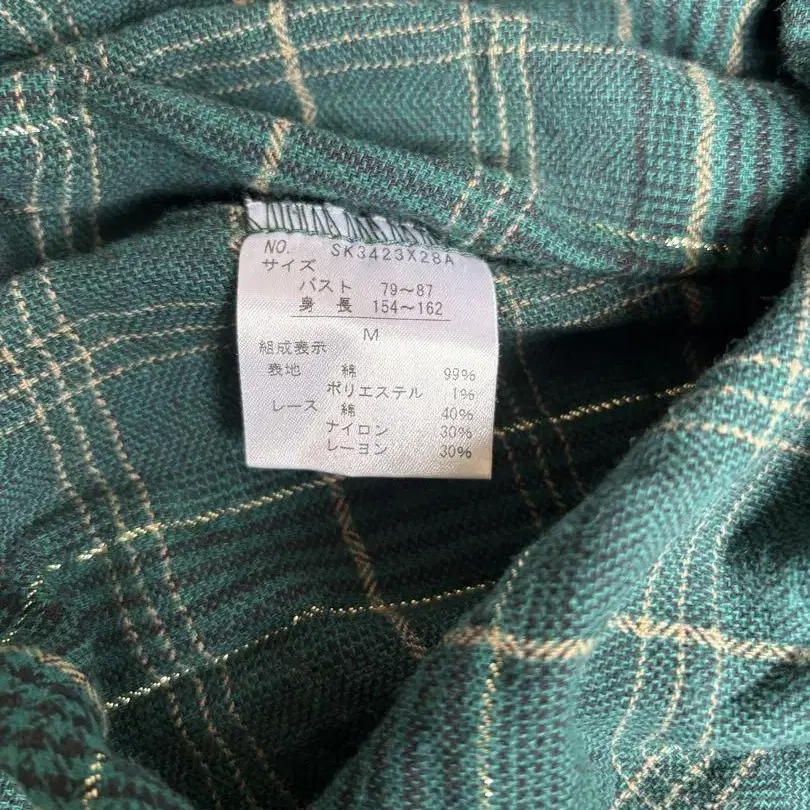 NO. SK3423X28A
サイズ
バスト 79〜87
身長 154〜162
M
組成表示
表地 綿 99%
ポリエステル 1%
レース 綿 40%
ナイロン 30%
レーヨン 30%